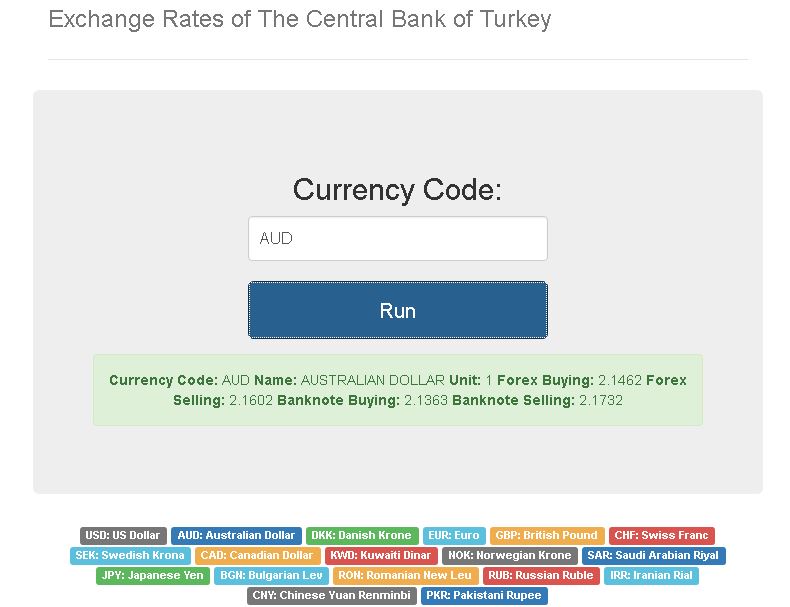 Exchange Rates of The Central Bank of Turkey
Currency Code:
AUD
Run
Currency Code: AUD Name: AUSTRALIAN DOLLAR Unit: 1 Forex Buying: 2.1462 Forex
Selling: 2.1602 Banknote Buying: 2.1363 Banknote Selling: 2.1732
USD: US Dollar AUD: Australian Dollar DKK: Danish Krone EUR: Euro GBP: British Pound CHF: Swiss Franc
SEK: Swedish Krona CAD: Canadian Dollar KWD: Kuwaiti Dinar NOK: Norwegian Krone SAR: Saudi Arabian Riyal
JPY: Japanese Yen BGN: Bulgarian Lev RON: Romanian New Leu RUB: Russian Ruble IRR: Iranian Rial
CNY: Chinese Yuan Renminbi PKR: Pakistani Rupee